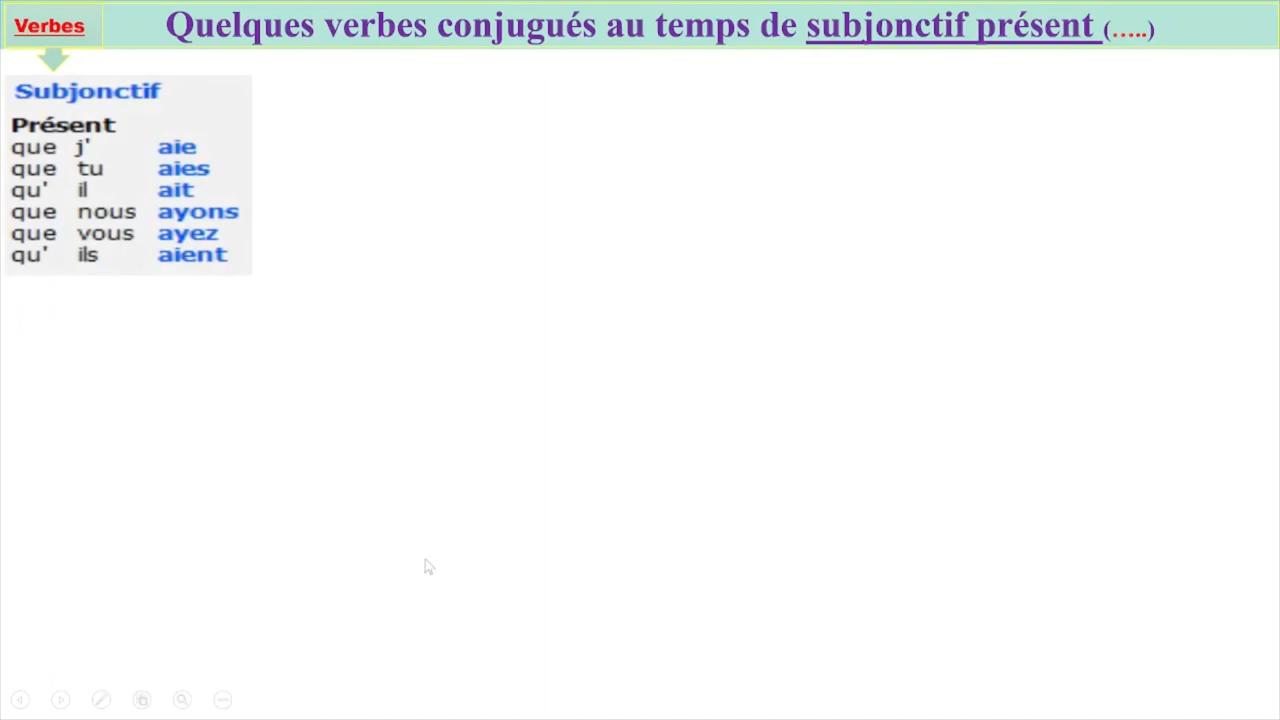 Verbes
Quelques verbes conjugués au temps de subjonctif présent (…..)
Subjonctif
Présent
que j' aie
que tu aies
qu' il ait
que nous ayons
que vous ayez
qu' ils aient